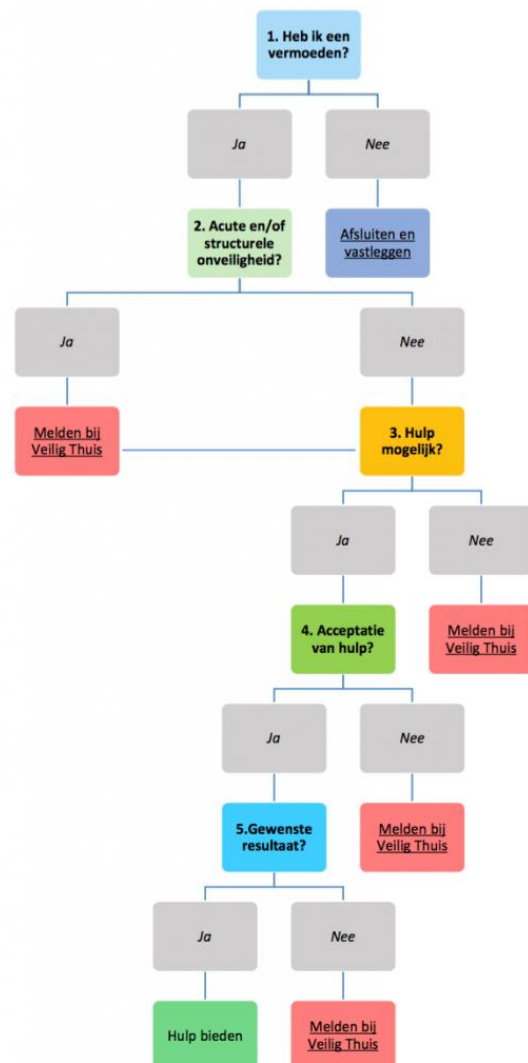 1. Heb ik een
vermoeden?
Ja
Nee
2. Acute en/of
structurele
onveiligheid?
Afsluiten en
vastleggen
Ja
Nee
Melden bij
Veilig Thuis
3. Hulp
mogelijk?
Ja
Nee
4. Acceptatie
van hulp?
Melden bij
Veilig Thuis
Ja
Nee
5.Gewenste
resultaat?
Melden bij
Veilig Thuis
Ja
Nee
Hulp bieden
Melden bij
Veilig Thuis